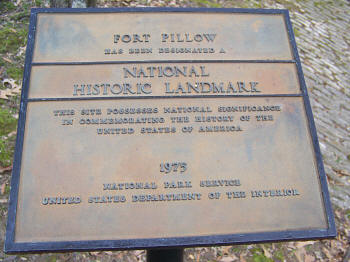 FORT PILLOW
HAS BEEN DESIGNATED A
NATIONAL
HISTORIC LANDMARK
THIS SITE POSSESSES NATIONAL SIGNIFICANCE
IN COMMEMORATING THE HISTORY OF THE
UNITED STATES OF AMERICA
1975
NATIONAL PARK SERVICE
UNITED STATES DEPARTMENT OF THE INTERIOR